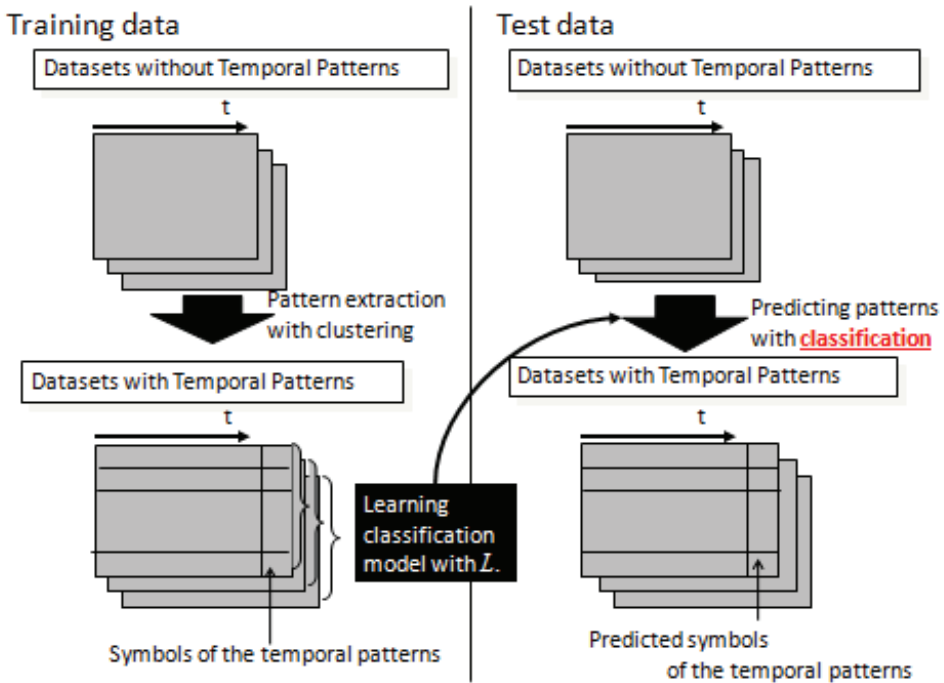 Training data
Datasets without Temporal Patterns
t
Pattern extraction
with clustering
Datasets with Temporal Patterns
t
Learning
classification
model with L.
Symbols of the temporal patterns
Test data
Datasets without Temporal Patterns
t
Predicting patterns
with classification
Datasets with Temporal Patterns
t
Predicted symbols
of the temporal patterns